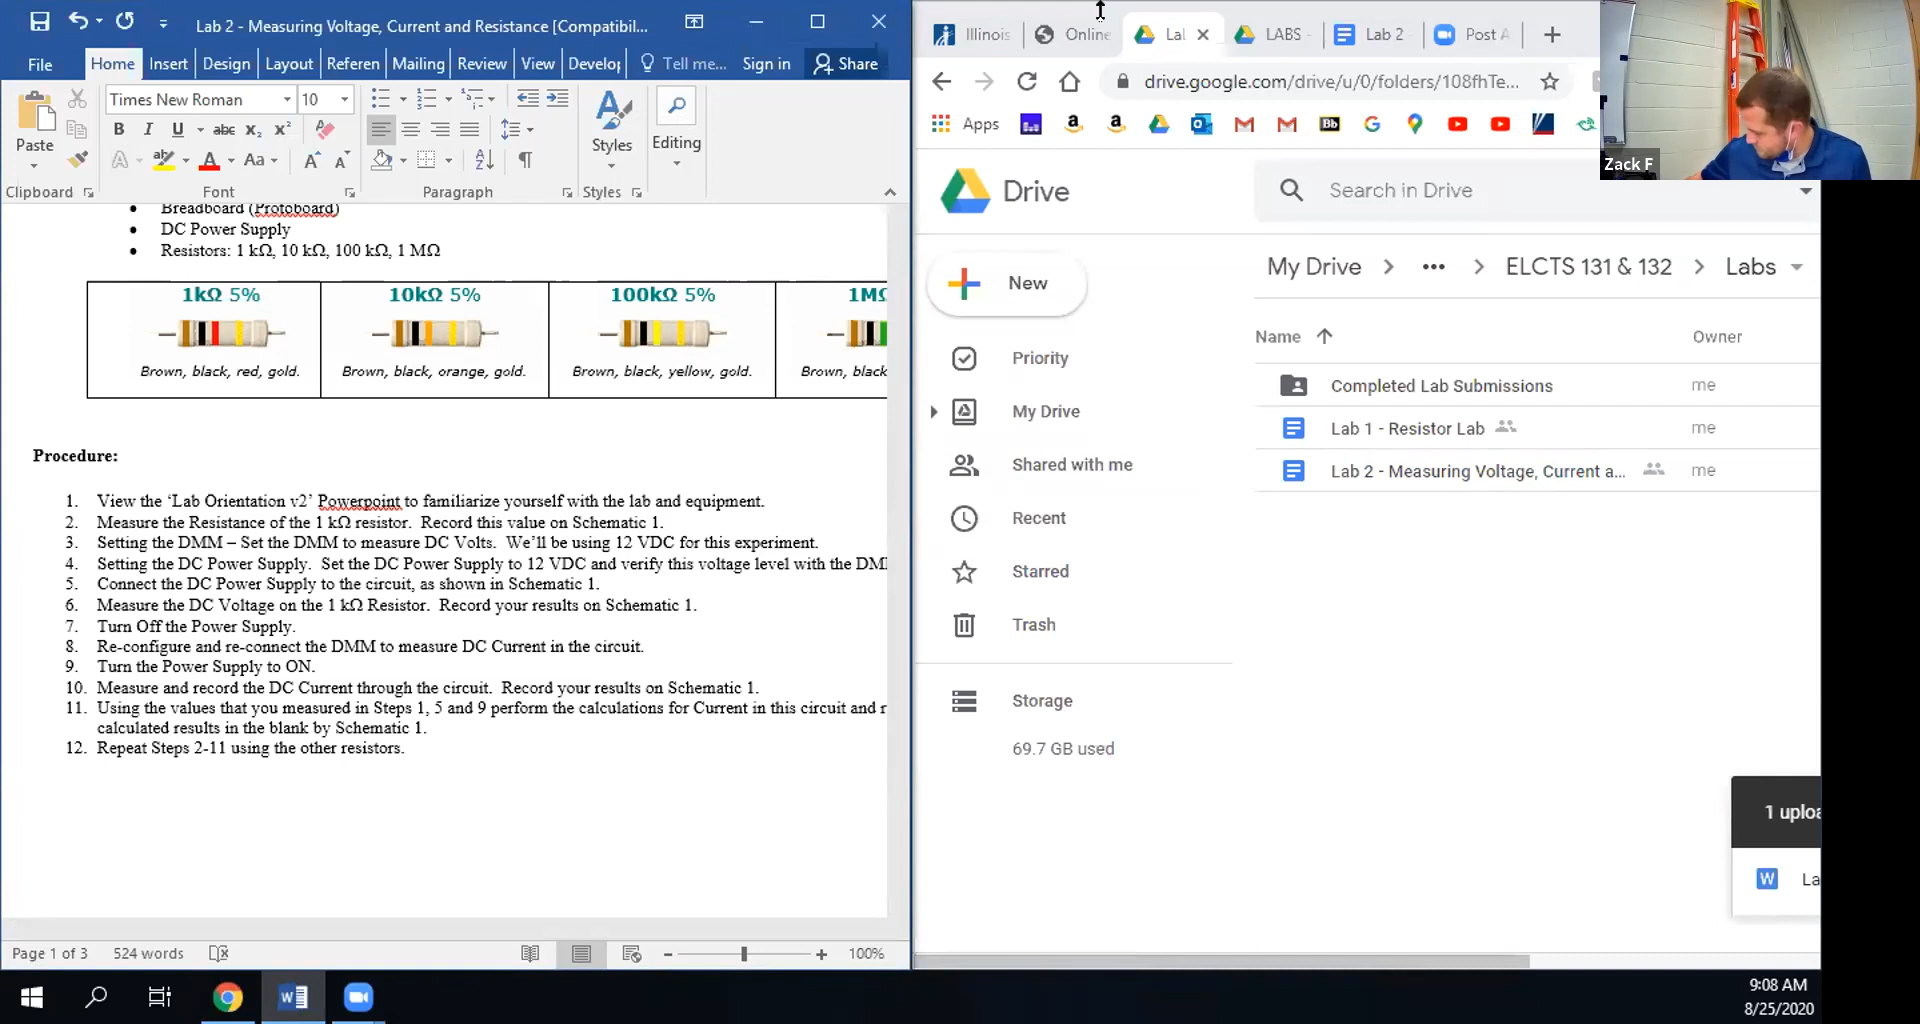 Lab 2 - Measuring Voltage, Current and Resistance [Compatibil...
File
Home
Insert
Design
Layout
Referen
Mailing
Review
View
Develop
Tell me...
Sign in
Share
Paste
Times New Roman
10
B I U abc x₂ x²
Aa
Styles
Editing
Clipboard
Font
Paragraph
Styles
• Breadboard (Protoboard)
• DC Power Supply
• Resistors: 1 kΩ, 10 kΩ, 100 kΩ, 1 MΩ
1kΩ 5%
10kΩ 5%
100kΩ 5%
1MΩ
Brown, black, red, gold.
Brown, black, orange, gold.
Brown, black, yellow, gold.
Brown, black
Procedure:
1. View the ‘Lab Orientation v2’ Powerpoint to familiarize yourself with the lab and equipment.
2. Measure the Resistance of the 1 kΩ resistor. Record this value on Schematic 1.
3. Setting the DMM – Set the DMM to measure DC Volts. We’ll be using 12 VDC for this experiment.
4. Setting the DC Power Supply. Set the DC Power Supply to 12 VDC and verify this voltage level with the DM
5. Connect the DC Power Supply to the circuit, as shown in Schematic 1.
6. Measure the DC Voltage on the 1 kΩ Resistor. Record your results on Schematic 1.
7. Turn Off the Power Supply.
8. Re-configure and re-connect the DMM to measure DC Current in the circuit.
9. Turn the Power Supply to ON.
10. Measure and record the DC Current through the circuit. Record your results on Schematic 1.
11. Using the values that you measured in Steps 1, 5 and 9 perform the calculations for Current in this circuit and r
calculated results in the blank by Schematic 1.
12. Repeat Steps 2-11 using the other resistors.
Page 1 of 3
524 words
100%
Illinois
Online
Lal
LABS -
Lab 2
Post A
drive.google.com/drive/u/0/folders/108fhTe...
Apps
Bb
Drive
Search in Drive
New
Priority
My Drive
Shared with me
Recent
Starred
Trash
Storage
69.7 GB used
My Drive > ... > ELCTS 131 & 132 > Labs
Name
Owner
Completed Lab Submissions
me
Lab 1 - Resistor Lab
me
Lab 2 - Measuring Voltage, Current a...
me
1 uploa
W
La
Zack F
9:08 AM
8/25/2020